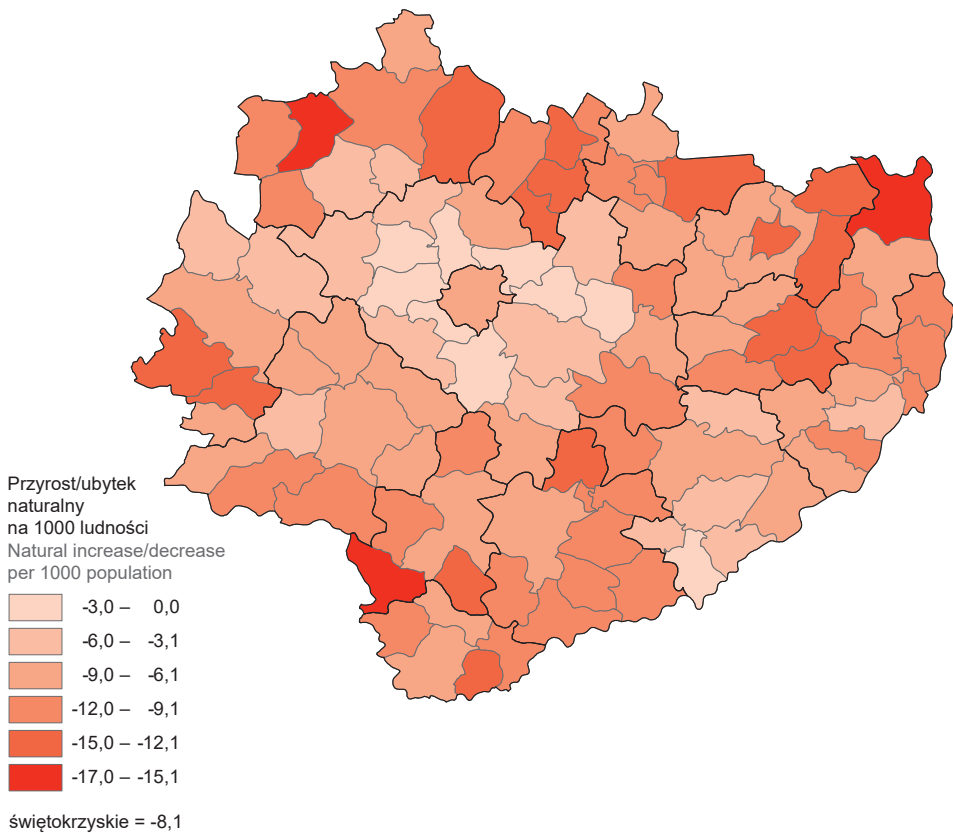 Przyrost/ubytek
naturalny
na 1000 ludności
Natural increase/decrease
per 1000 population
-3,0 – 0,0
-6,0 – -3,1
-9,0 – -6,1
-12,0 – -9,1
-15,0 – -12,1
-17,0 – -15,1
świętokrzyskie = -8,1